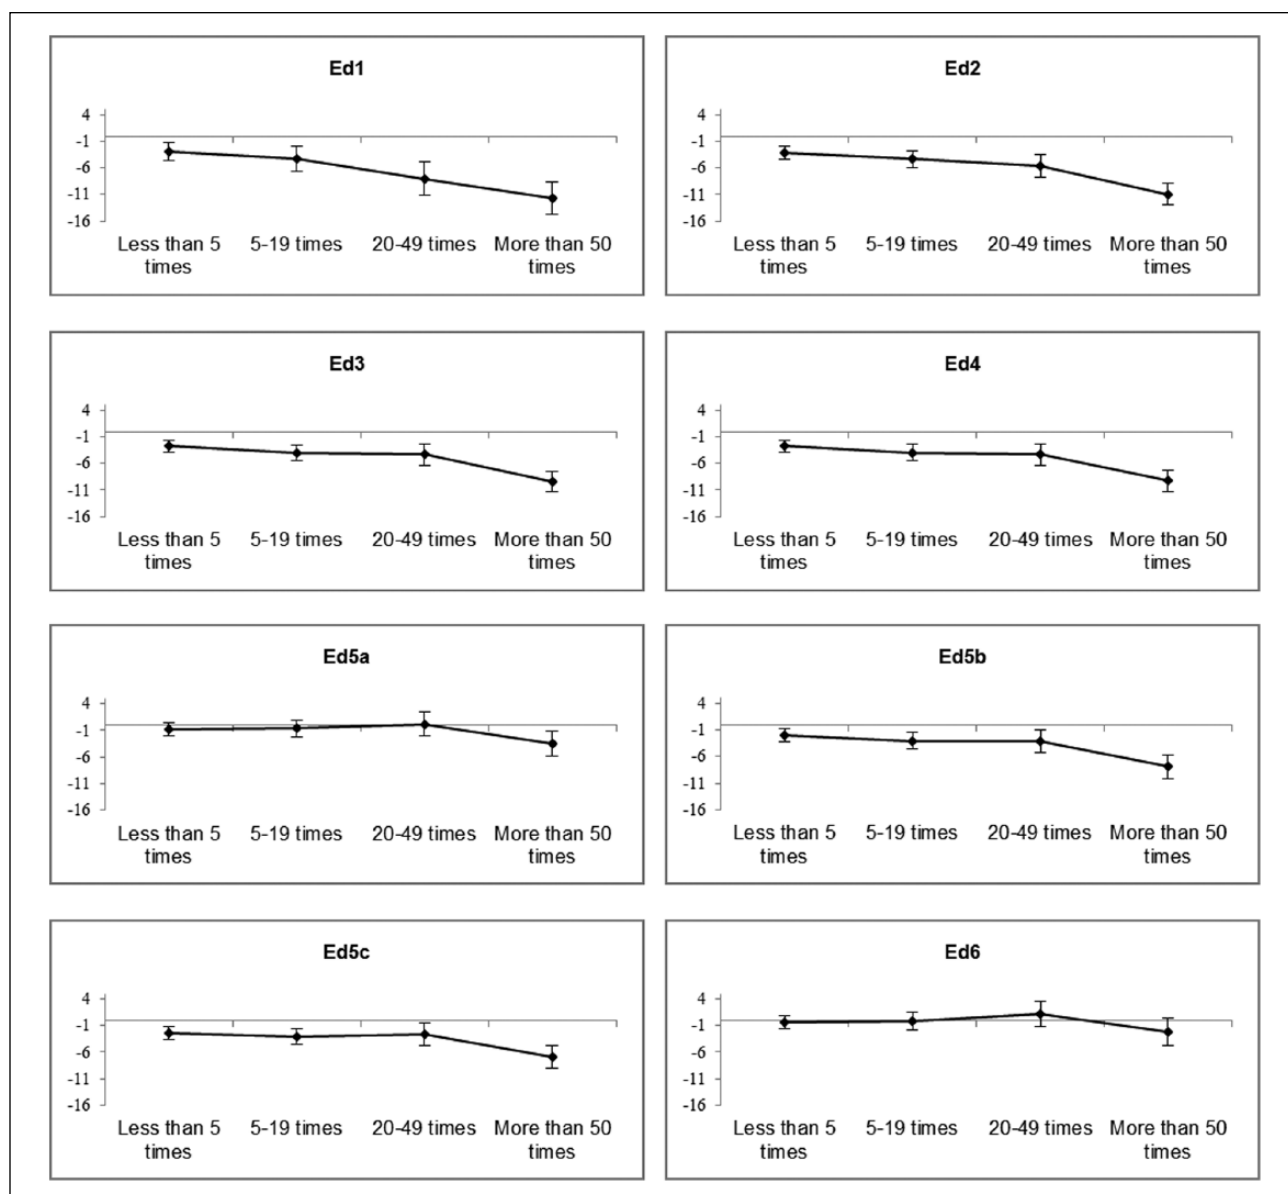 Ed1
4
-1
-6
-11
-16
Less than 5 times
5-19 times
20-49 times
More than 50 times
Ed2
4
-1
-6
-11
-16
Less than 5 times
5-19 times
20-49 times
More than 50 times
Ed3
4
-1
-6
-11
-16
Less than 5 times
5-19 times
20-49 times
More than 50 times
Ed4
4
-1
-6
-11
-16
Less than 5 times
5-19 times
20-49 times
More than 50 times
Ed5a
4
-1
-6
-11
-16
Less than 5 times
5-19 times
20-49 times
More than 50 times
Ed5b
4
-1
-6
-11
-16
Less than 5 times
5-19 times
20-49 times
More than 50 times
Ed5c
4
-1
-6
-11
-16
Less than 5 times
5-19 times
20-49 times
More than 50 times
Ed6
4
-1
-6
-11
-16
Less than 5 times
5-19 times
20-49 times
More than 50 times